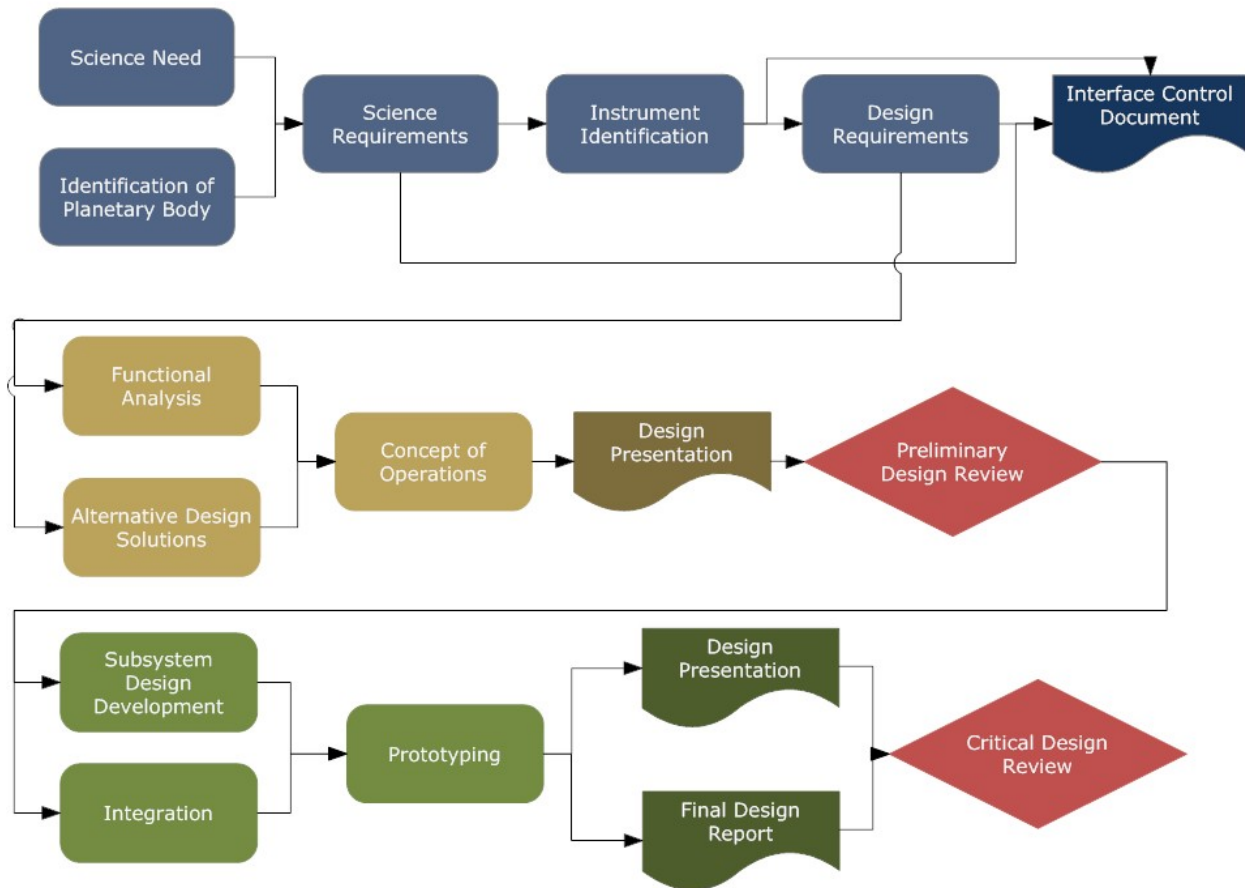 Science Need
Identification of
Planetary Body
Science
Requirements
Instrument
Identification
Design
Requirements
Interface Control
Document
Functional
Analysis
Alternative Design
Solutions
Concept of
Operations
Design
Presentation
Preliminary
Design Review
Subsystem
Design
Development
Integration
Prototyping
Design
Presentation
Final Design
Report
Critical Design
Review